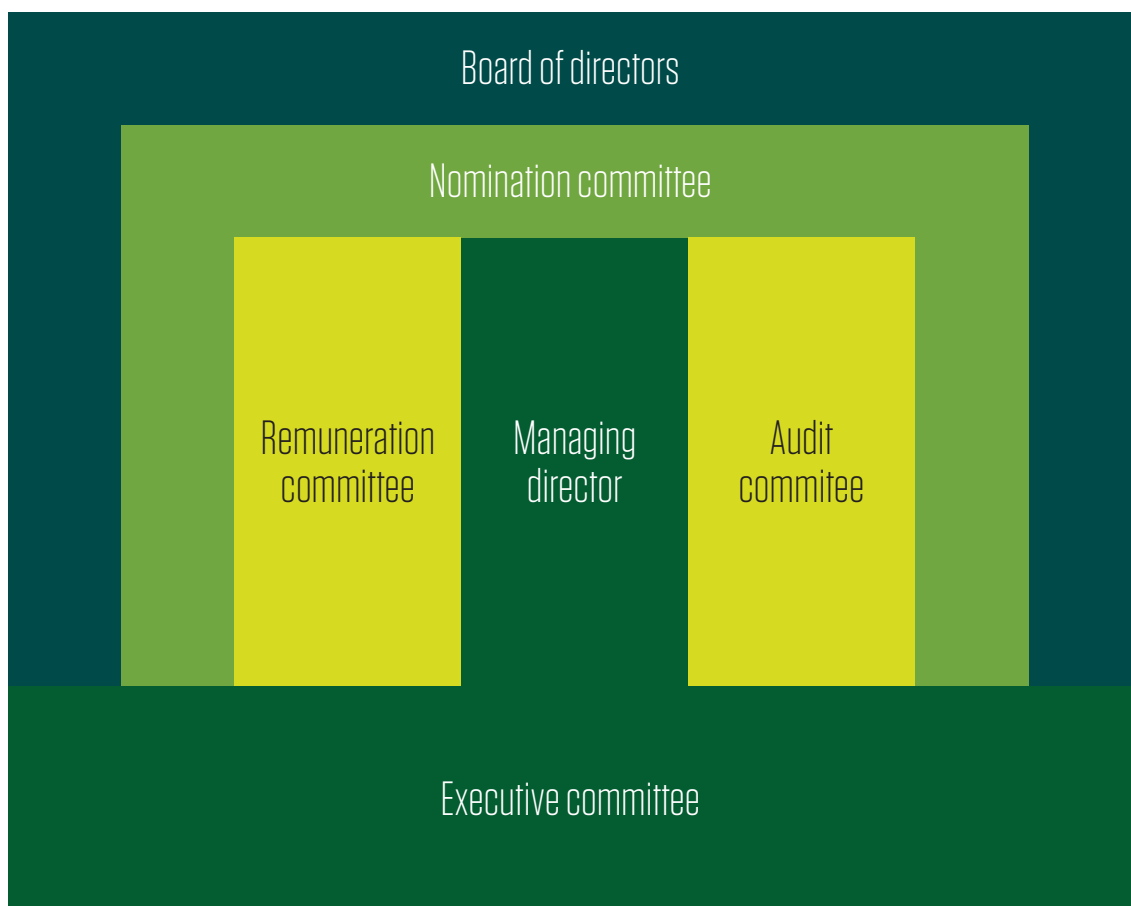 Board of directors
Nomination committee
Remuneration
committee
Managing
director
Audit
commitee
Executive committee